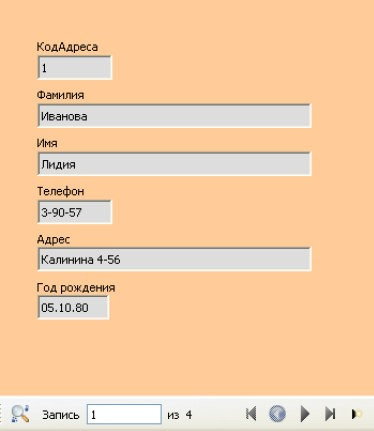 КодАдреса
1
Фамилия
Иванова
Имя
Лидия
Телефон
3-90-57
Адрес
Калинина 4-56
Год рождения
05.10.80
Запись 1 из 4